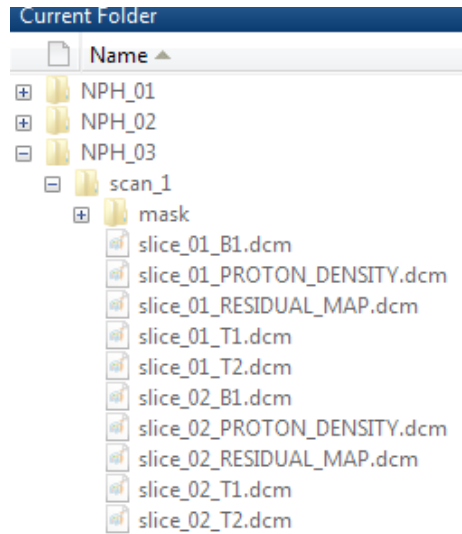 Current Folder
Name
NPH_01
NPH_02
NPH_03
scan_1
mask
slice_01_B1.dcm
slice_01_PROTON_DENSITY.dcm
slice_01_RESIDUAL_MAP.dcm
slice_01_T1.dcm
slice_01_T2.dcm
slice_02_B1.dcm
slice_02_PROTON_DENSITY.dcm
slice_02_RESIDUAL_MAP.dcm
slice_02_T1.dcm
slice_02_T2.dcm